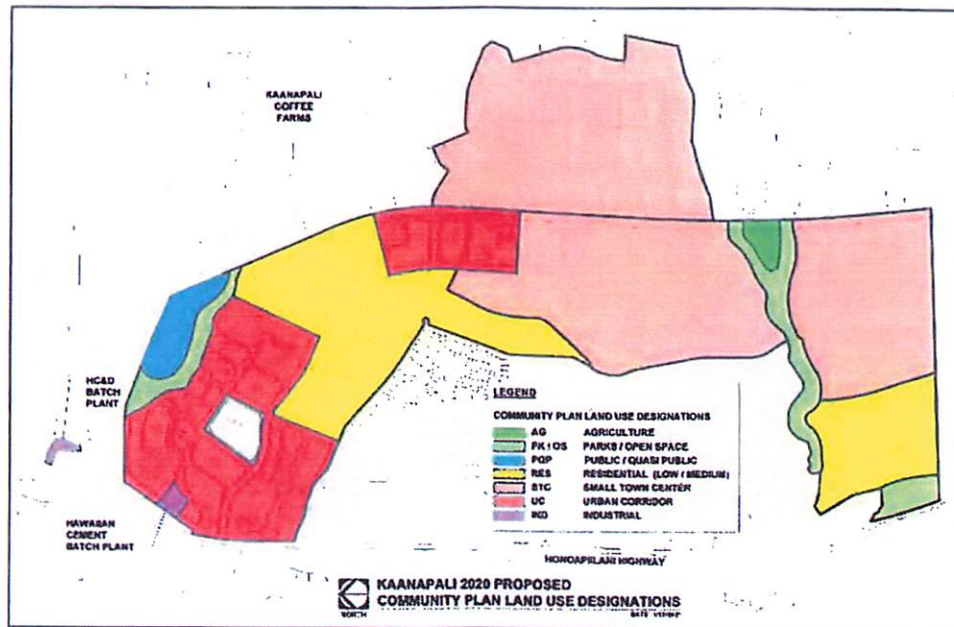 KAANAPALI
COFFEE
FARMS
HC&D
BATCH
PLANT
HAWAIIAN
CEMENT
BATCH PLANT
LEGEND
COMMUNITY PLAN LAND USE DESIGNATIONS
AG AGRICULTURE
PK / OS PARKS / OPEN SPACE
PQP PUBLIC / QUASI PUBLIC
RES RESIDENTIAL (LOW / MEDIUM)
STC SMALL TOWN CENTER
UC URBAN CORRIDOR
IND INDUSTRIAL
HONOAPIILANI HIGHWAY
KAANAPALI 2020 PROPOSED
COMMUNITY PLAN LAND USE DESIGNATIONS
NORTH
DATE